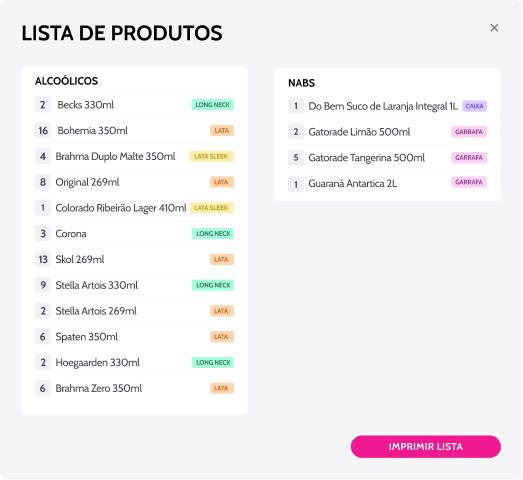 LISTA DE PRODUTOS
ALCOÓLICOS
2 Becks 330ml LONG NECK
16 Bohemia 350ml LATA
4 Brahma Duplo Malte 350ml LATA SLEEK
8 Original 269ml LATA
1 Colorado Ribeirão Lager 410ml LATA SLEEK
3 Corona LONG NECK
13 Skol 269ml LATA
9 Stella Artois 330ml LONG NECK
2 Stella Artois 269ml LATA
6 Spaten 350ml LATA
2 Hoegaarden 330ml LONG NECK
6 Brahma Zero 350ml LATA
NABS
1 Do Bem Suco de Laranja Integral 1L CAIXA
2 Gatorade Limão 500ml GARRAFA
5 Gatorade Tangerina 500ml GARRAFA
1 Guaraná Antartica 2L GARRAFA
IMPRIMIR LISTA